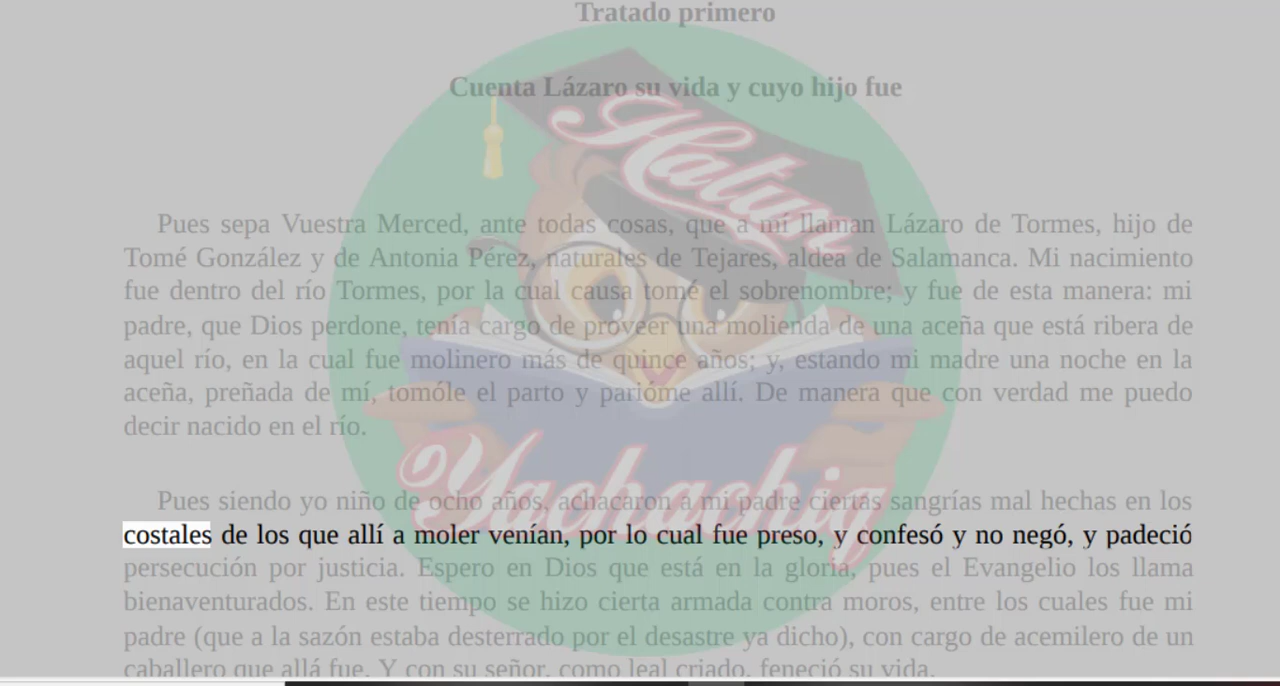 Tratado primero
Cuenta Lázaro su vida y cuyo hijo fue
Hatun
Pues sepa Vuestra Merced, ante todas cosas, que a mí llaman Lázaro de Tormes, hijo de
Tomé González y de Antonia Pérez, naturales de Tejares, aldea de Salamanca. Mi nacimiento
fue dentro del río Tormes, por la cual causa tomé el sobrenombre; y fue de esta manera: mi
padre, que Dios perdone, tenía cargo de proveer una molienda de una aceña que está ribera de
aquel río, en la cual fue molinero más de quince años; y, estando mi madre una noche en la
aceña, preñada de mí, tomóle el parto y parióme allí. De manera que con verdad me puedo
decir nacido en el río.
Yachachiq
Pues siendo yo niño de ocho años, achacaron a mi padre ciertas sangrías mal hechas en los
costales de los que allí a moler venían, por lo cual fue preso, y confesó y no negó, y padeció
persecución por justicia. Espero en Dios que está en la gloria, pues el Evangelio los llama
bienaventurados. En este tiempo se hizo cierta armada contra moros, entre los cuales fue mi
padre (que a la sazón estaba desterrado por el desastre ya dicho), con cargo de acemilero de un
caballero que allá fue. Y con su señor, como leal criado, feneció su vida.